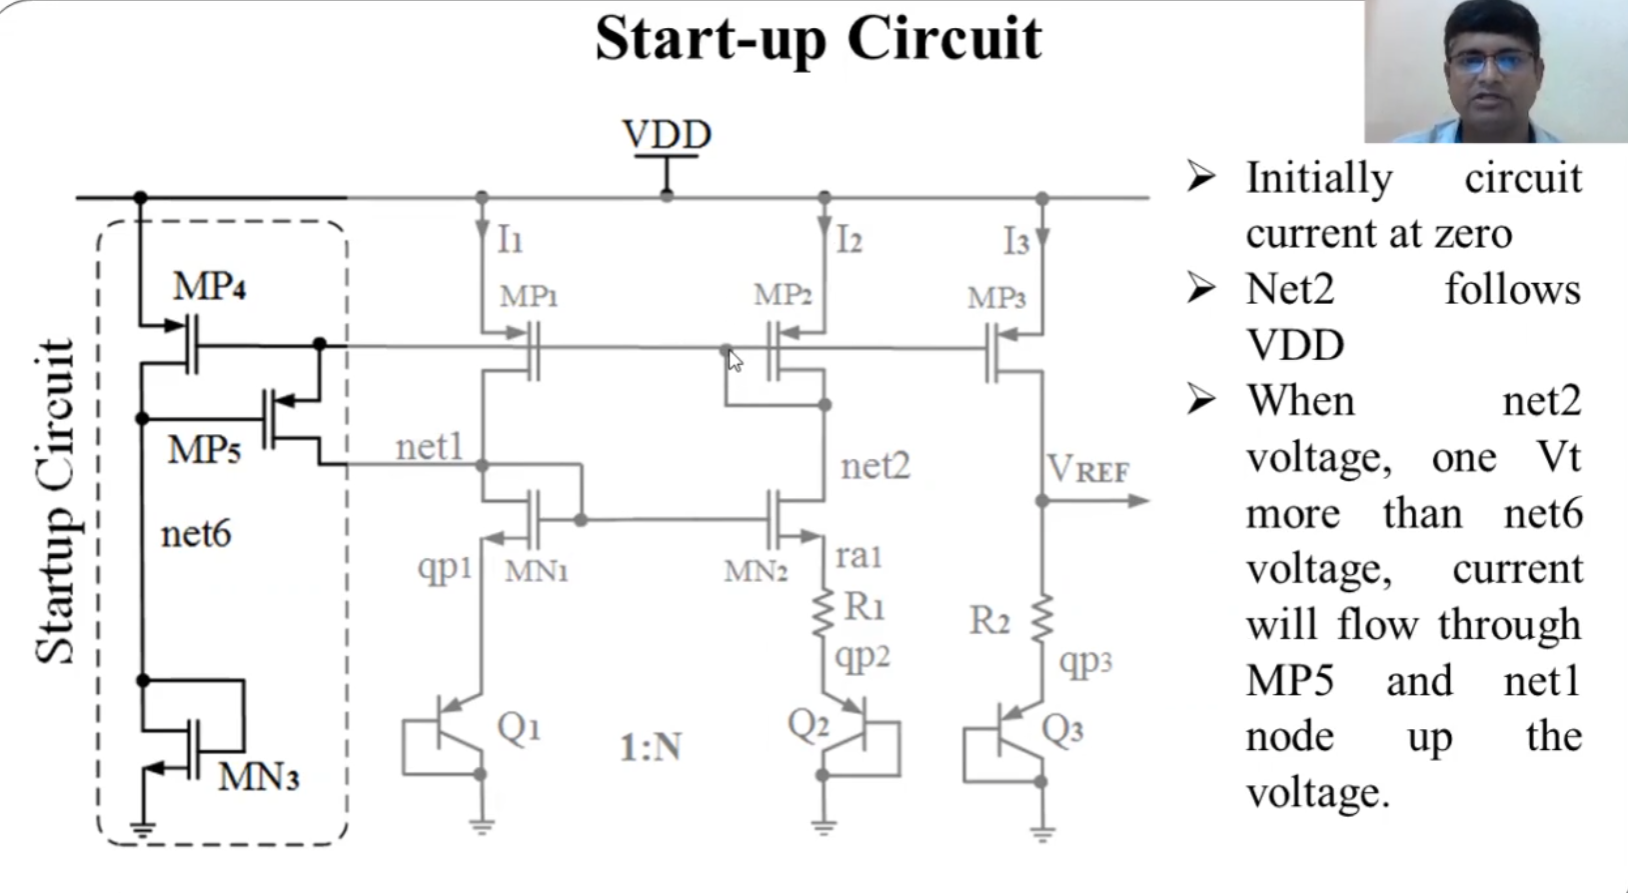 Start-up Circuit
VDD
I1
I2
I3
MP4
MP1
MP2
MP3
Startup Circuit
MP5
net1
net2
VREF
net6
qp1
MN1
MN2
ra1
R1
R2
qp2
qp3
Q1
1:N
Q2
Q3
MN3
➢ Initially circuit
current at zero
➢ Net2 follows
VDD
➢ When net2
voltage, one Vt
more than net6
voltage, current
will flow through
MP5 and net1
node up the
voltage.